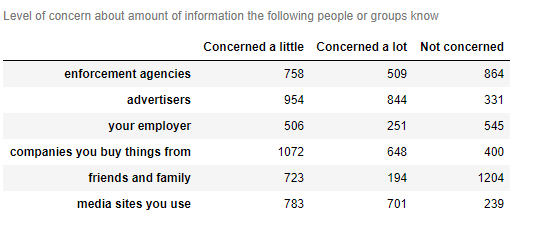 Level of concern about amount of information the following people or groups know
Concerned a little Concerned a lot Not concerned
enforcement agencies 758 509 864
advertisers 954 844 331
your employer 506 251 545
companies you buy things from 1072 648 400
friends and family 723 194 1204
media sites you use 783 701 239